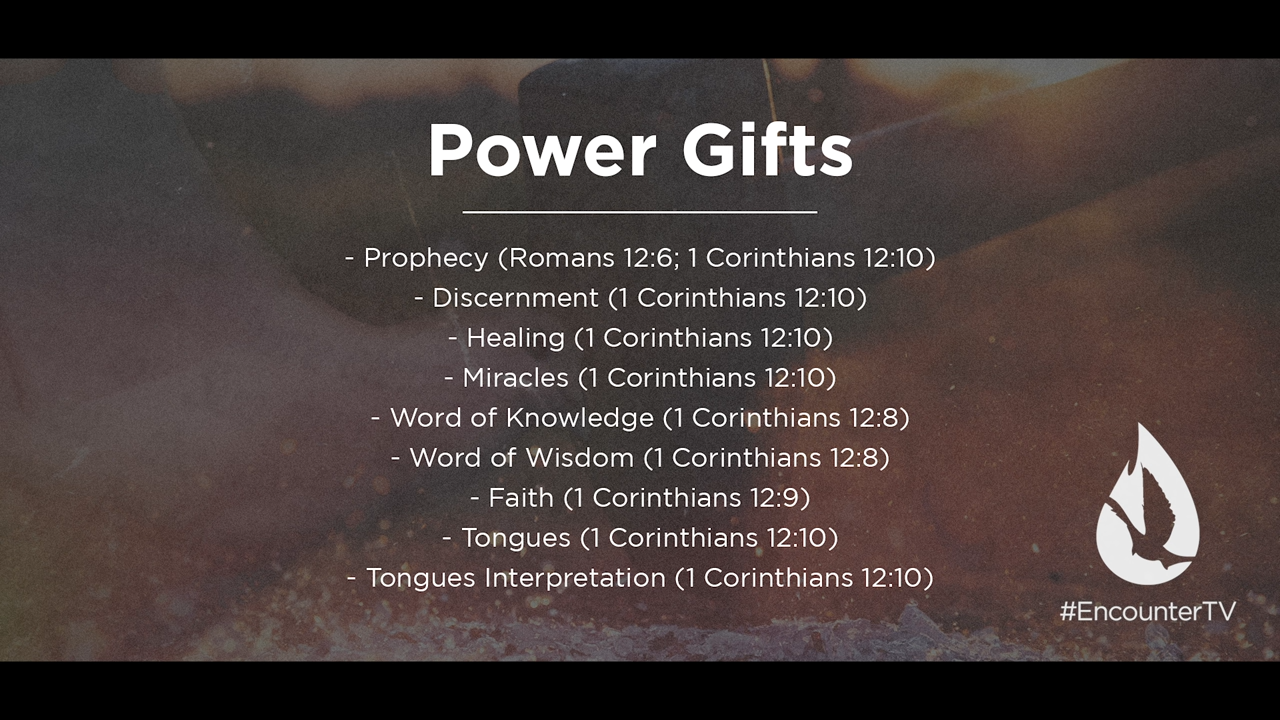 Power Gifts
- Prophecy (Romans 12:6; 1 Corinthians 12:10)
- Discernment (1 Corinthians 12:10)
- Healing (1 Corinthians 12:10)
- Miracles (1 Corinthians 12:10)
- Word of Knowledge (1 Corinthians 12:8)
- Word of Wisdom (1 Corinthians 12:8)
- Faith (1 Corinthians 12:9)
- Tongues (1 Corinthians 12:10)
- Tongues Interpretation (1 Corinthians 12:10)
#EncounterTV